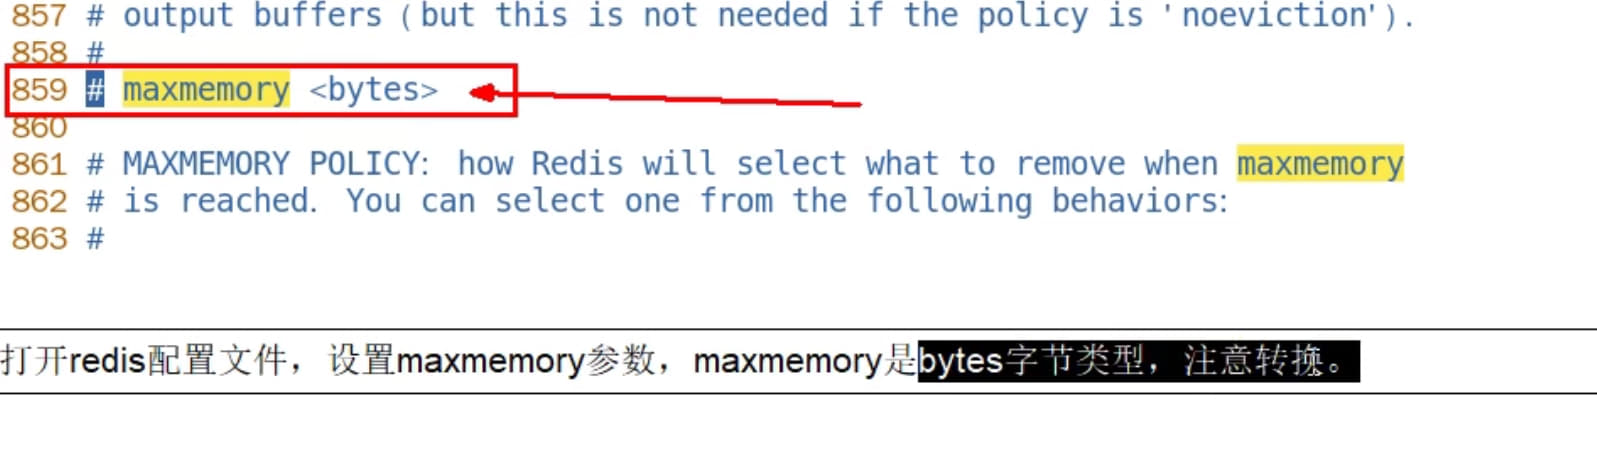 857 # output buffers (but this is not needed if the policy is 'noeviction').
858 #
859 # maxmemory <bytes>
860
861 # MAXMEMORY POLICY: how Redis will select what to remove when maxmemory
862 # is reached. You can select one from the following behaviors:
863 #
打开redis配置文件，设置maxmemory参数，maxmemory是bytes字节类型，注意转换。